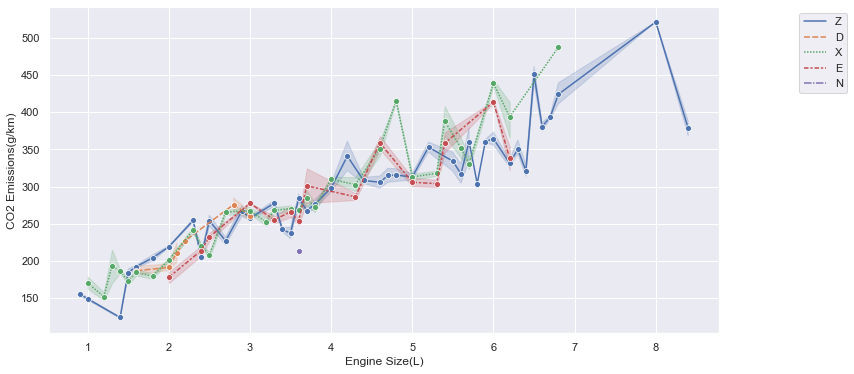 500
450
400
350
300
250
200
150
CO2 Emissions(g/km)
1 2 3 4 5 6 7 8
Engine Size(L)
Z
D
X
E
N